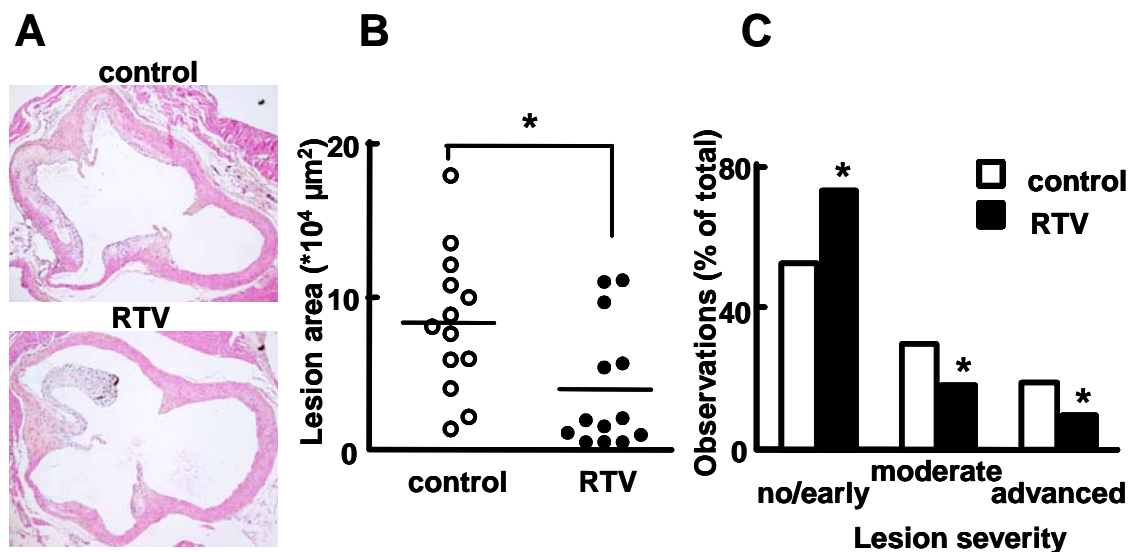 A
control
RTV
B
*
Lesion area (*10⁴ µm²)
20
10
0
control
RTV
C
Observations (% of total)
80
40
0
*
*
*
control
RTV
no/early
moderate
advanced
Lesion severity